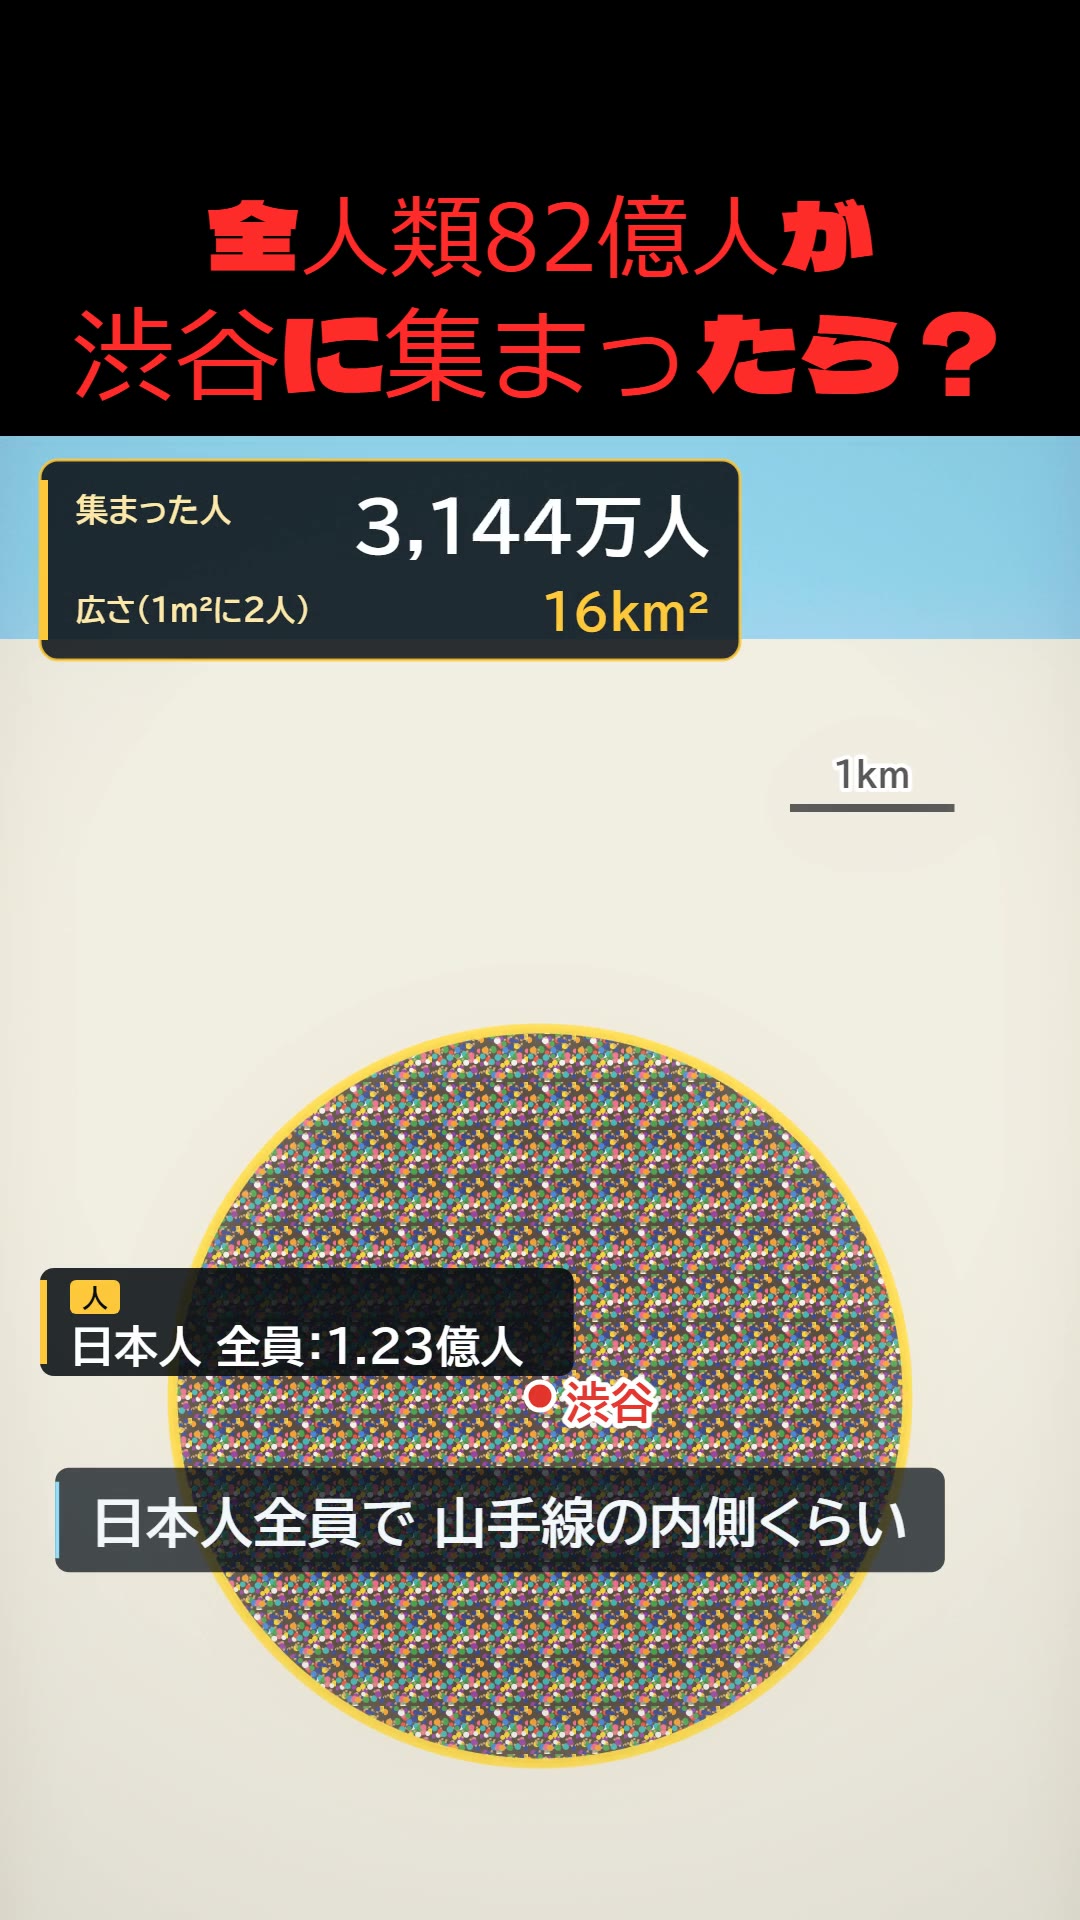 全人類82億人が
渋谷に集まったら？
集まった人 3,144万人
広さ(1m²に2人) 16km²
1km
人
日本人 全員：1.23億人
渋谷
日本人全員で 山手線の内側くらい